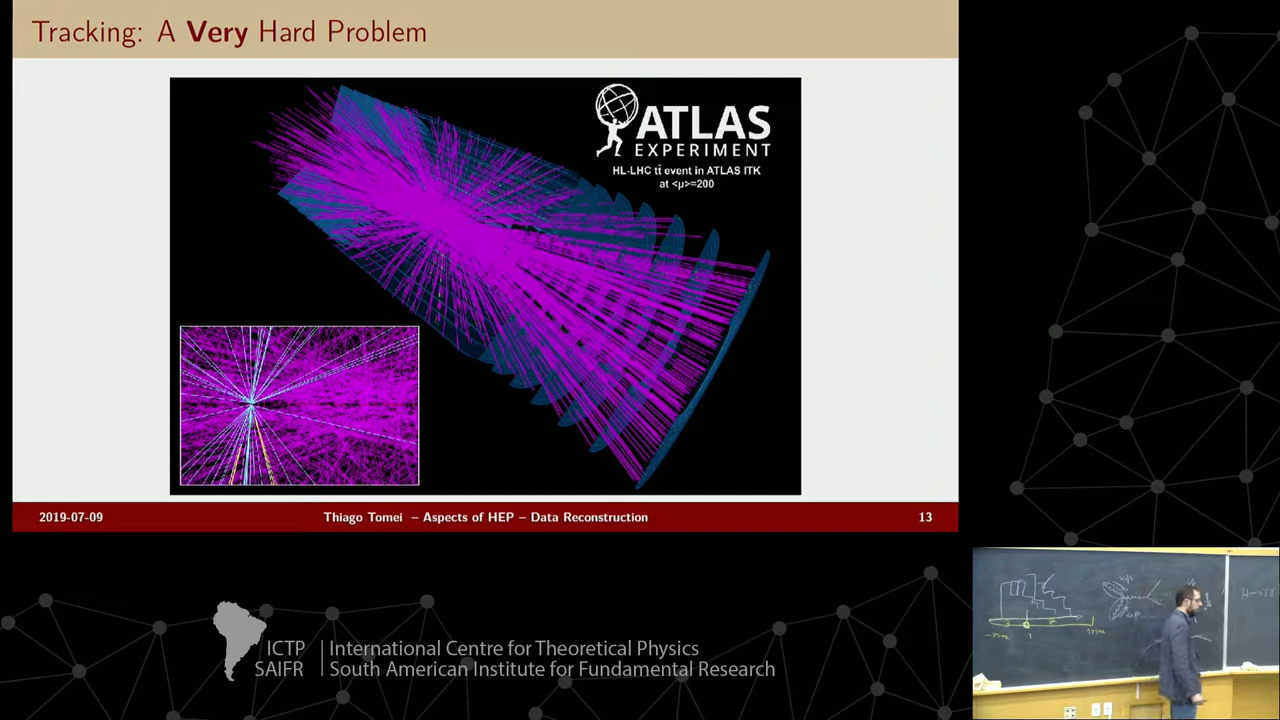 Tracking: A Very Hard Problem
ATLAS
EXPERIMENT
HL-LHC tt̄ event in ATLAS ITK
at <μ>=200
2019-07-09
Thiago Tomei – Aspects of HEP – Data Reconstruction
13
H→γγ
ICTP
SAIFR
International Centre for Theoretical Physics
South American Institute for Fundamental Research